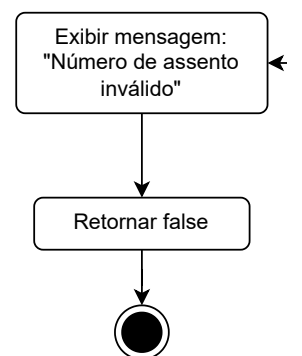 Exibir mensagem:
"Número de assento
inválido"
Retornar false